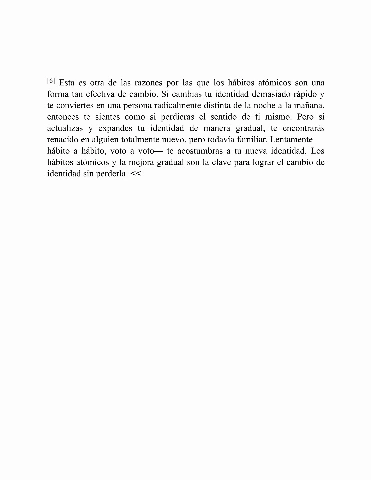 [6] Esta es otra de las razones por las que los hábitos atómicos son una
forma tan efectiva de cambio. Si cambias tu identidad demasiado rápido y
te conviertes en una persona radicalmente distinta de la noche a la mañana,
entonces te sientes como si perdieras el sentido de ti mismo. Pero si
actualizas y expandes tu identidad de manera gradual, te encontrarás
renacido en alguien totalmente nuevo, pero todavía familiar. Lentamente —
hábito a hábito, voto a voto— te acostumbras a tu nueva identidad. Los
hábitos atómicos y la mejora gradual son la clave para lograr el cambio de
identidad sin perderla. <<